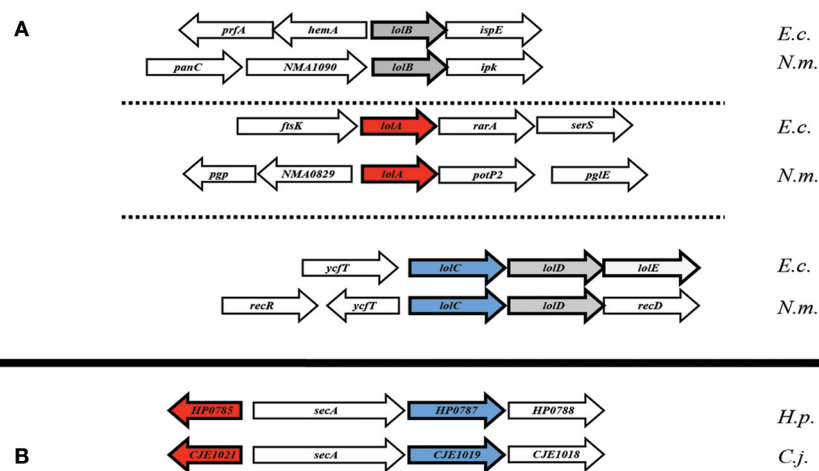 A
prfA hemA lolB ispE E.c.
panC NMA1090 lolB ipk N.m.
ftsK lolA rarA serS E.c.
pgp NMA0829 lolA potP2 pglE N.m.
ycfT lolC lolD lolE E.c.
recR ycfT lolC lolD recD N.m.
HP0785 secA HP0787 HP0788 H.p.
B CJE1021 secA CJE1019 CJE1018 C.j.